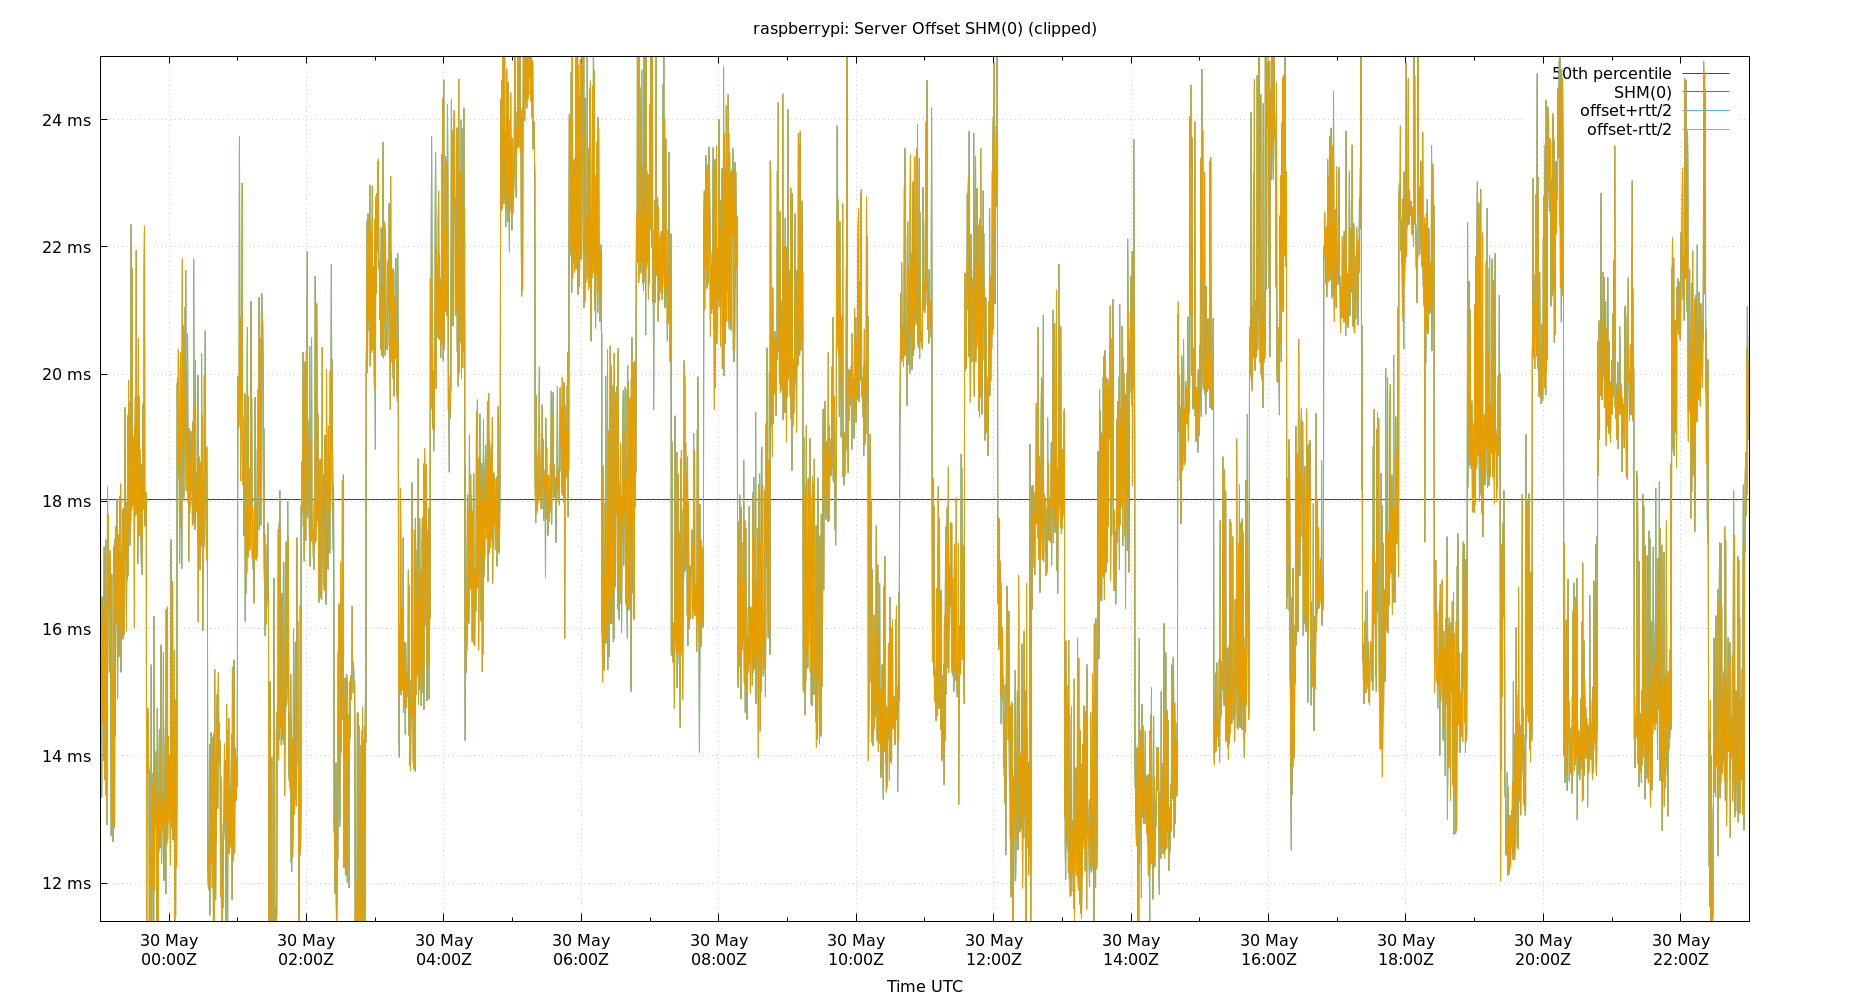 raspberrypi: Server Offset SHM(0) (clipped)
50th percentile
SHM(0)
offset+rtt/2
offset-rtt/2
24 ms
22 ms
20 ms
18 ms
16 ms
14 ms
12 ms
30 May 30 May 30 May 30 May 30 May 30 May 30 May 30 May 30 May 30 May 30 May 30 May
00:00Z 02:00Z 04:00Z 06:00Z 08:00Z 10:00Z 12:00Z 14:00Z 16:00Z 18:00Z 20:00Z 22:00Z
Time UTC